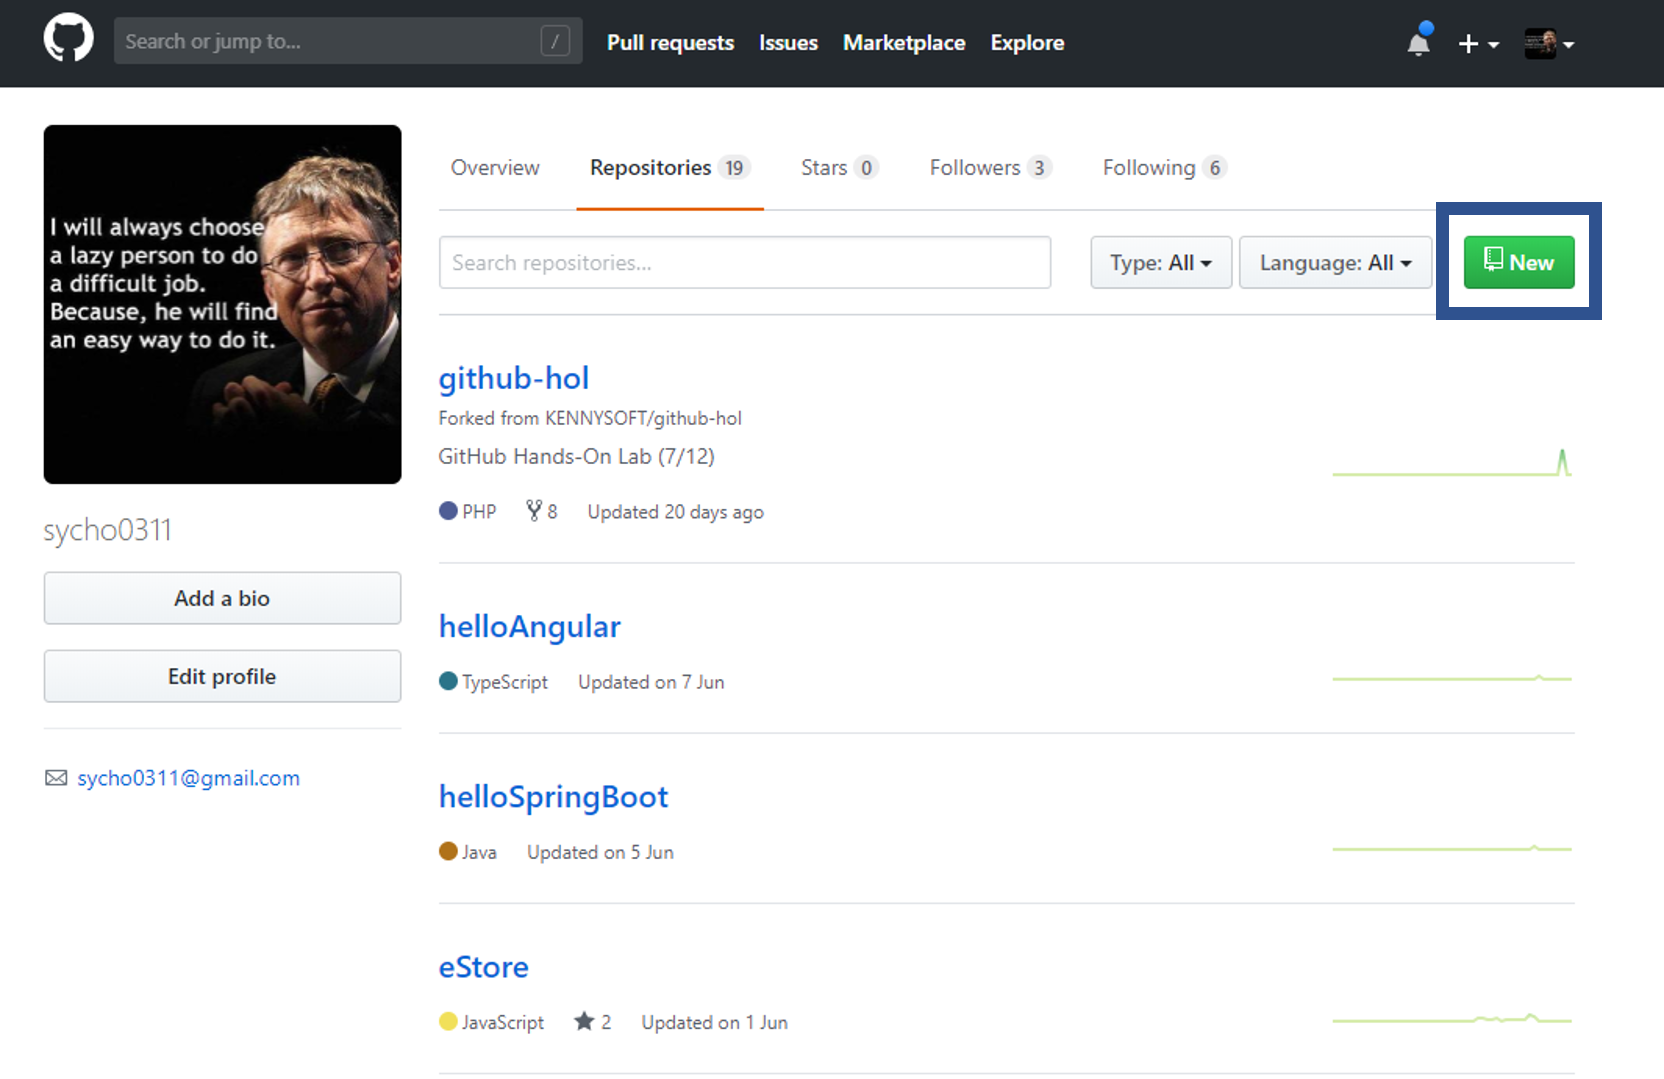 Search or jump to... /
Pull requests Issues Marketplace Explore
I will always choose
a lazy person to do
a difficult job.
Because, he will find
an easy way to do it.
sycho0311
Add a bio
Edit profile
sycho0311@gmail.com
Overview Repositories 19 Stars 0 Followers 3 Following 6
Search repositories... Type: All Language: All New
github-hol
Forked from KENNYSOFT/github-hol
GitHub Hands-On Lab (7/12)
PHP 8 Updated 20 days ago
helloAngular
TypeScript Updated on 7 Jun
helloSpringBoot
Java Updated on 5 Jun
eStore
JavaScript 2 Updated on 1 Jun